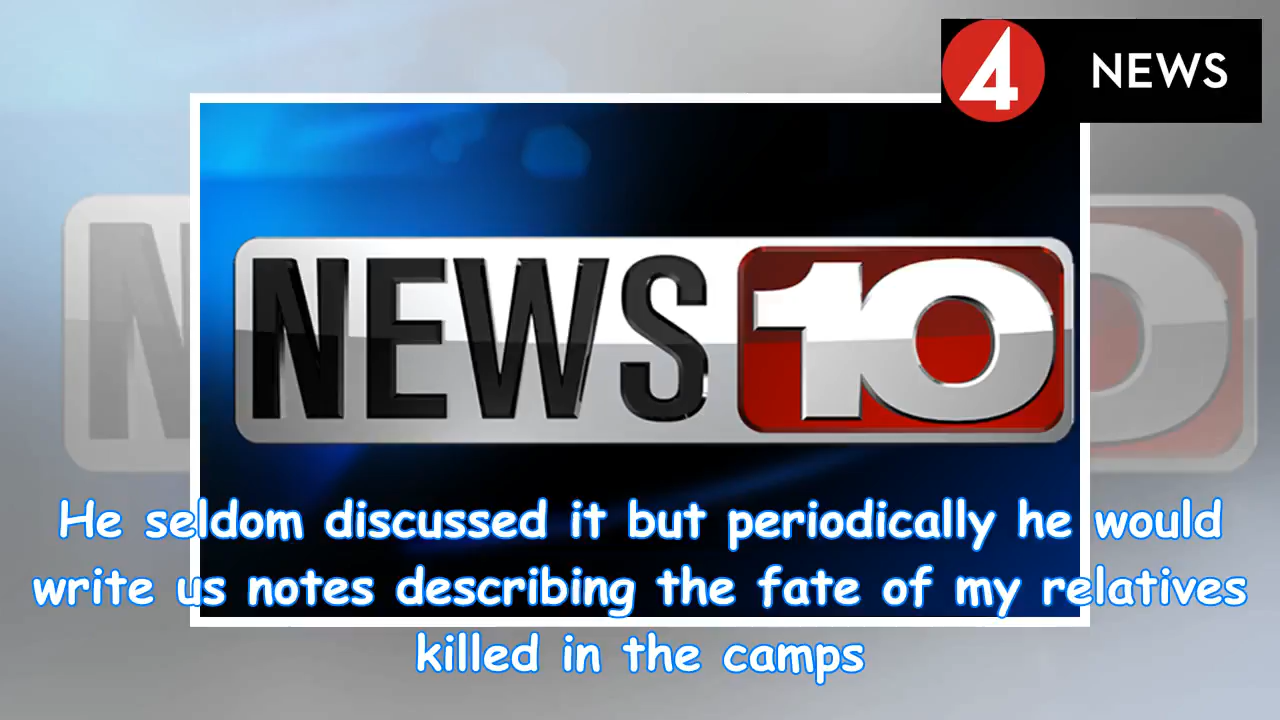 4 NEWS
NEWS 10
He seldom discussed it but periodically he would
write us notes describing the fate of my relatives
killed in the camps